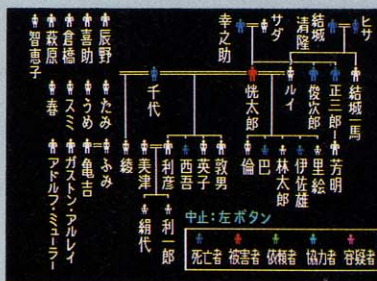 辰野
喜助
倉橋
萩原
智恵子
たみ
うめ
スミ
春
ふみ
亀吉
ガストン・アルレイ
アドルフ・ミューラー
ヒサ
結城
清隆
サダ
幸之助
結城一馬
正三郎
俊次郎
ルイ
恍太郎
千代
芳明
里絵
伊佐雄
林太郎
巴
倫
敦男
英子
西吾
利彦
美津
綾
利一郎
絹代
中止:左ボタン
死亡者 被害者 依頼者 協力者 容疑者